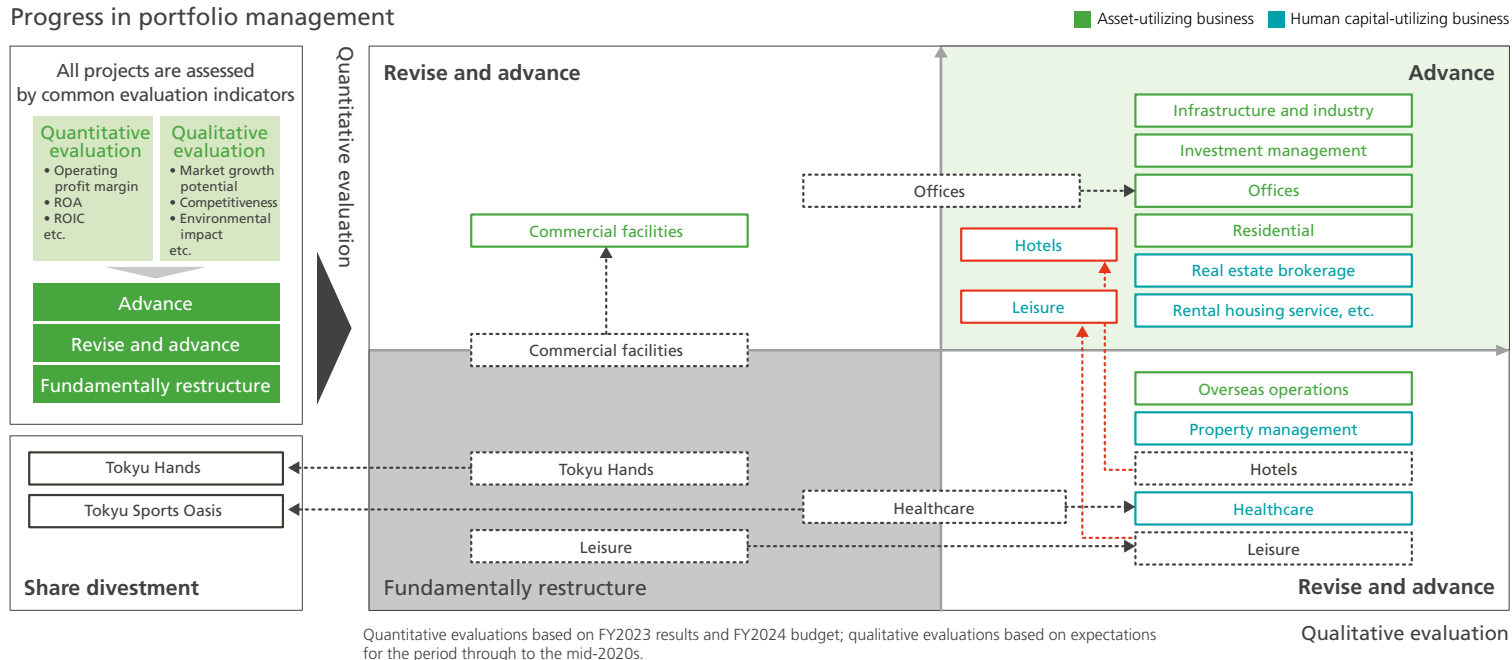 Progress in portfolio management
Asset-utilizing business
Human capital-utilizing business
All projects are assessed
by common evaluation indicators
Quantitative
evaluation
• Operating
profit margin
• ROA
• ROIC
etc.
Qualitative
evaluation
• Market growth
potential
• Competitiveness
• Environmental
impact
etc.
Advance
Revise and advance
Fundamentally restructure
Tokyu Hands
Tokyu Sports Oasis
Share divestment
Quantitative evaluation
Revise and advance
Commercial facilities
Commercial facilities
Offices
Advance
Infrastructure and industry
Investment management
Offices
Residential
Hotels
Real estate brokerage
Leisure
Rental housing service, etc.
Tokyu Hands
Healthcare
Leisure
Fundamentally restructure
Overseas operations
Property management
Hotels
Healthcare
Leisure
Revise and advance
Qualitative evaluation
Quantitative evaluations based on FY2023 results and FY2024 budget; qualitative evaluations based on expectations
for the period through to the mid-2020s.